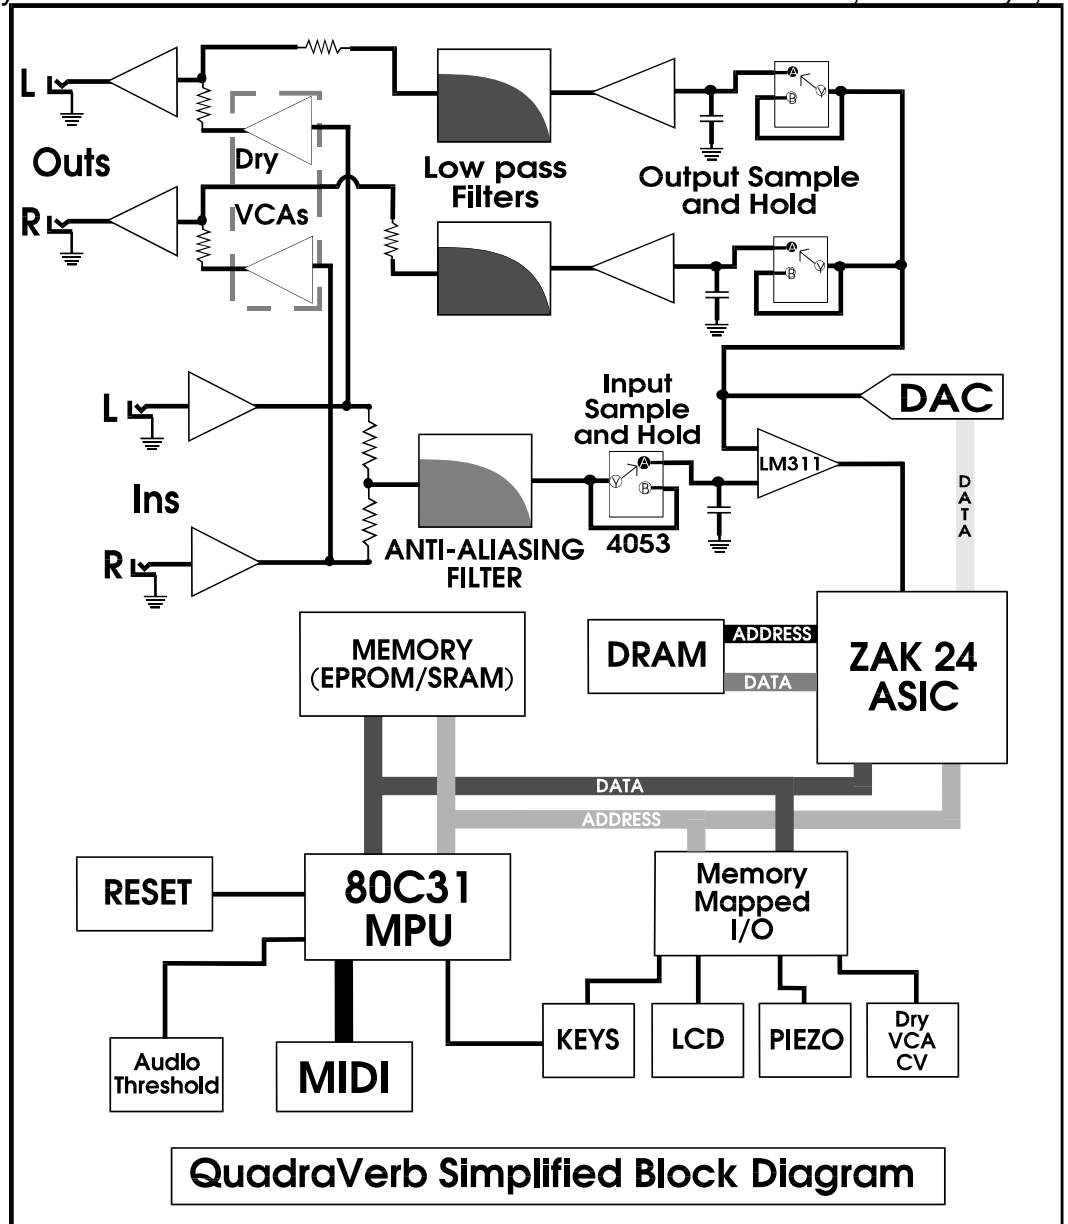 L
Outs
R
Dry
VCAs
Low pass
Filters
Output Sample
and Hold
A
B
Y
A
B
Y
L
Ins
R
ANTI-ALIASING
FILTER
Input
Sample
and Hold
Y
A
B
4053
LM311
DAC
DATA
MEMORY
(EPROM/SRAM)
DRAM
ADDRESS
DATA
ZAK 24
ASIC
DATA
ADDRESS
RESET
80C31
MPU
Memory
Mapped
I/O
Audio
Threshold
MIDI
KEYS
LCD
PIEZO
Dry
VCA
CV
QuadraVerb Simplified Block Diagram